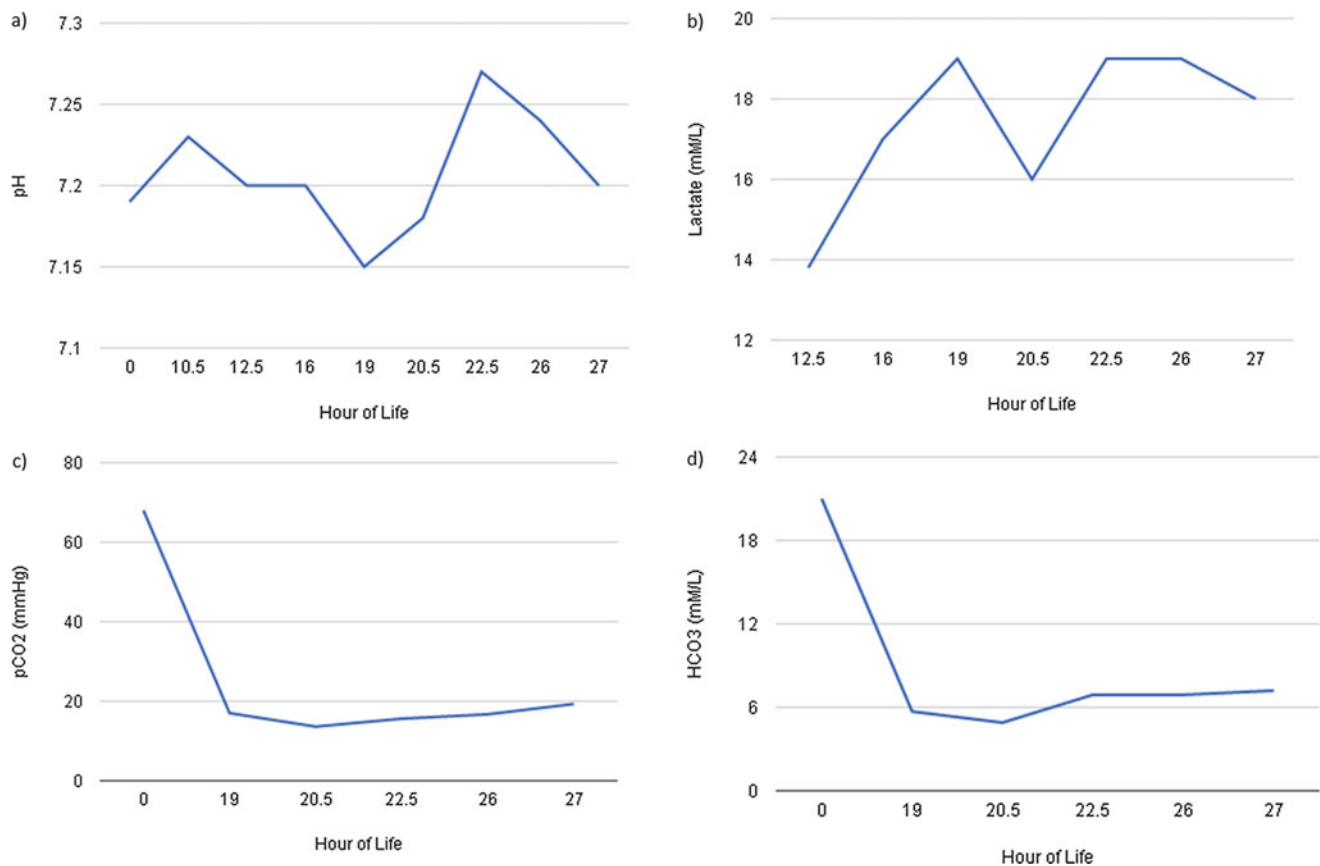 a)
7.3
7.25
7.2
7.15
7.1
pH
0 10.5 12.5 16 19 20.5 22.5 26 27
Hour of Life
b)
20
18
16
14
12
Lactate (mM/L)
12.5 16 19 20.5 22.5 26 27
Hour of Life
c)
80
60
40
20
0
pCO2 (mmHg)
0 19 20.5 22.5 26 27
Hour of Life
d)
24
18
12
6
0
HCO3 (mM/L)
0 19 20.5 22.5 26 27
Hour of Life